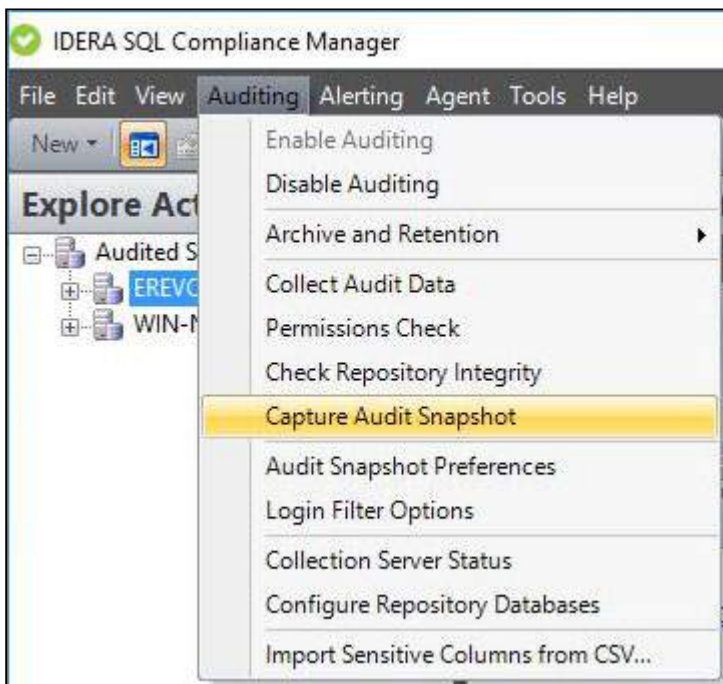 IDERA SQL Compliance Manager
File Edit View Auditing Alerting Agent Tools Help
New
Enable Auditing
Disable Auditing
Archive and Retention
Collect Audit Data
Permissions Check
Check Repository Integrity
Capture Audit Snapshot
Audit Snapshot Preferences
Login Filter Options
Collection Server Status
Configure Repository Databases
Import Sensitive Columns from CSV...
Explore Act
Audited S
EREVO
WIN-N